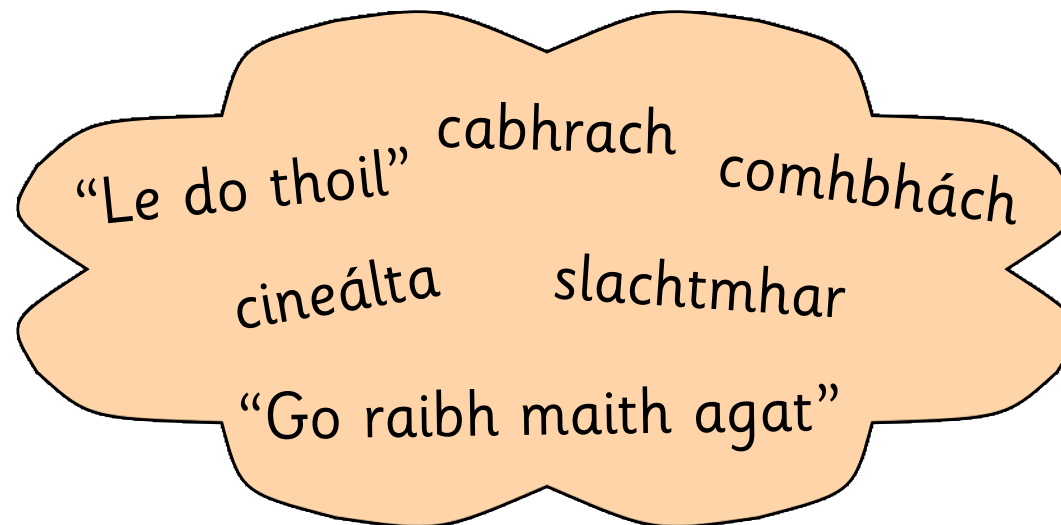 “Le do thoil”
cabhrach
comhbhách
cineálta
slachtmhar
“Go raibh maith agat”